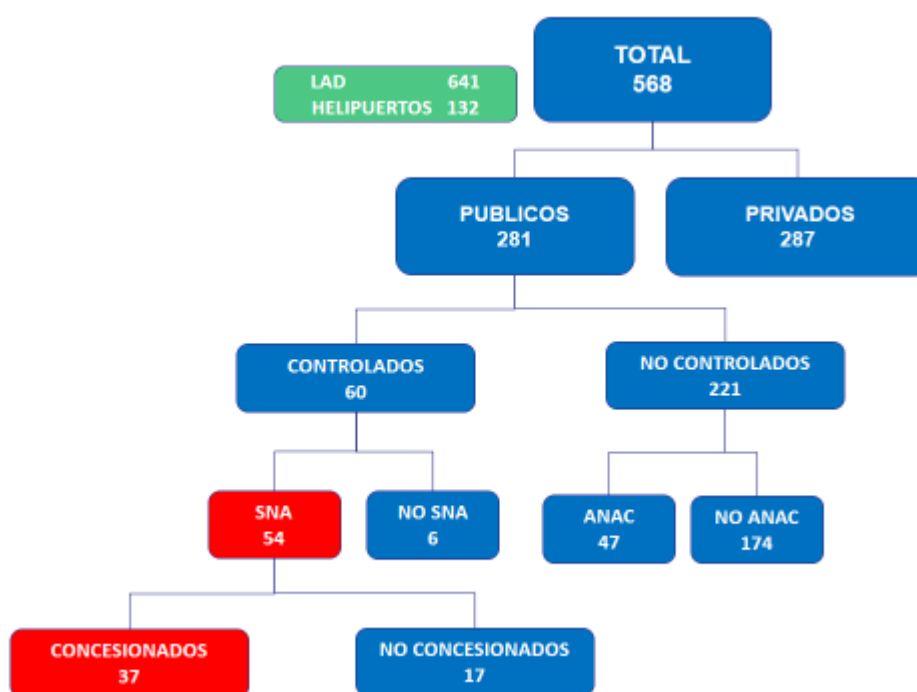 TOTAL
568
LAD 641
HELIPUERTOS 132
PUBLICOS
281
PRIVADOS
287
CONTROLADOS
60
NO CONTROLADOS
221
SNA
54
NO SNA
6
ANAC
47
NO ANAC
174
CONCESIONADOS
37
NO CONCESIONADOS
17